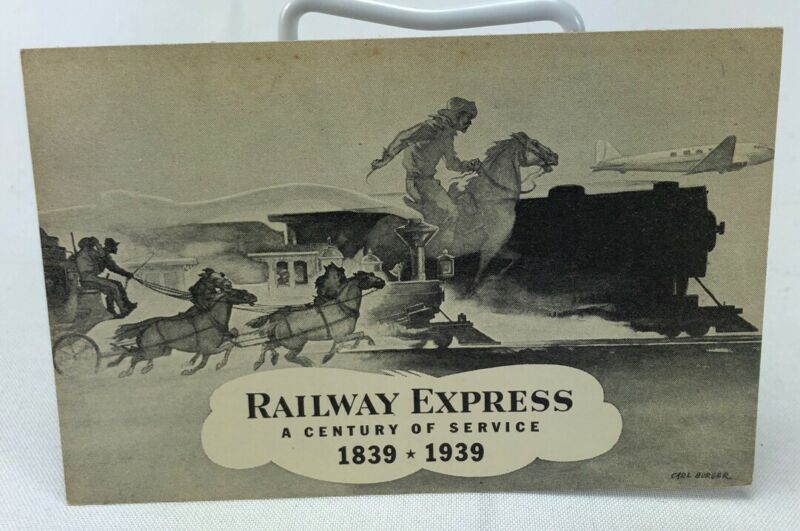 RAILWAY EXPRESS
A CENTURY OF SERVICE
1839 ★ 1939
CARL BURGER